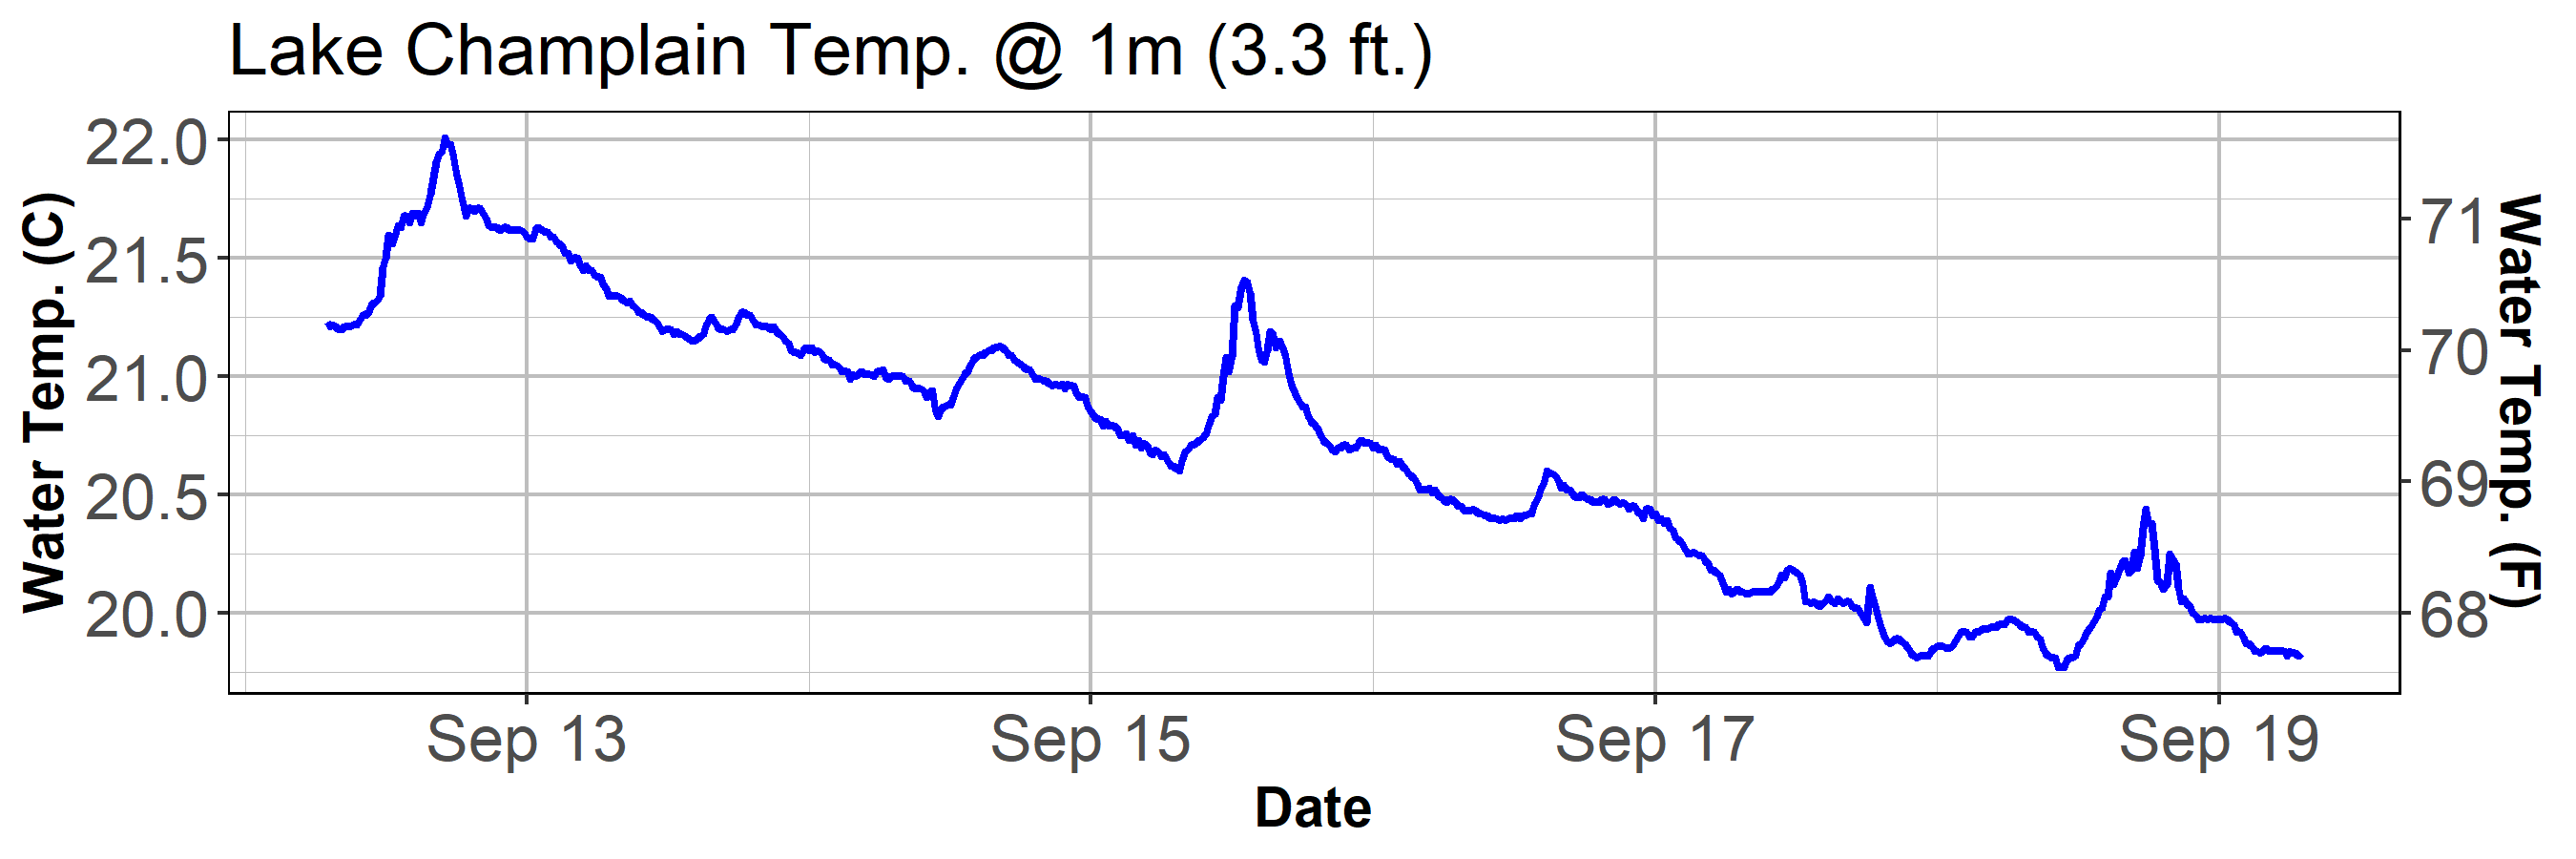 Lake Champlain Temp. @ 1m (3.3 ft.)
Water Temp. (C)
22.0
21.5
21.0
20.5
20.0
71
70
69
68
Water Temp. (F)
Sep 13 Sep 15 Sep 17 Sep 19
Date